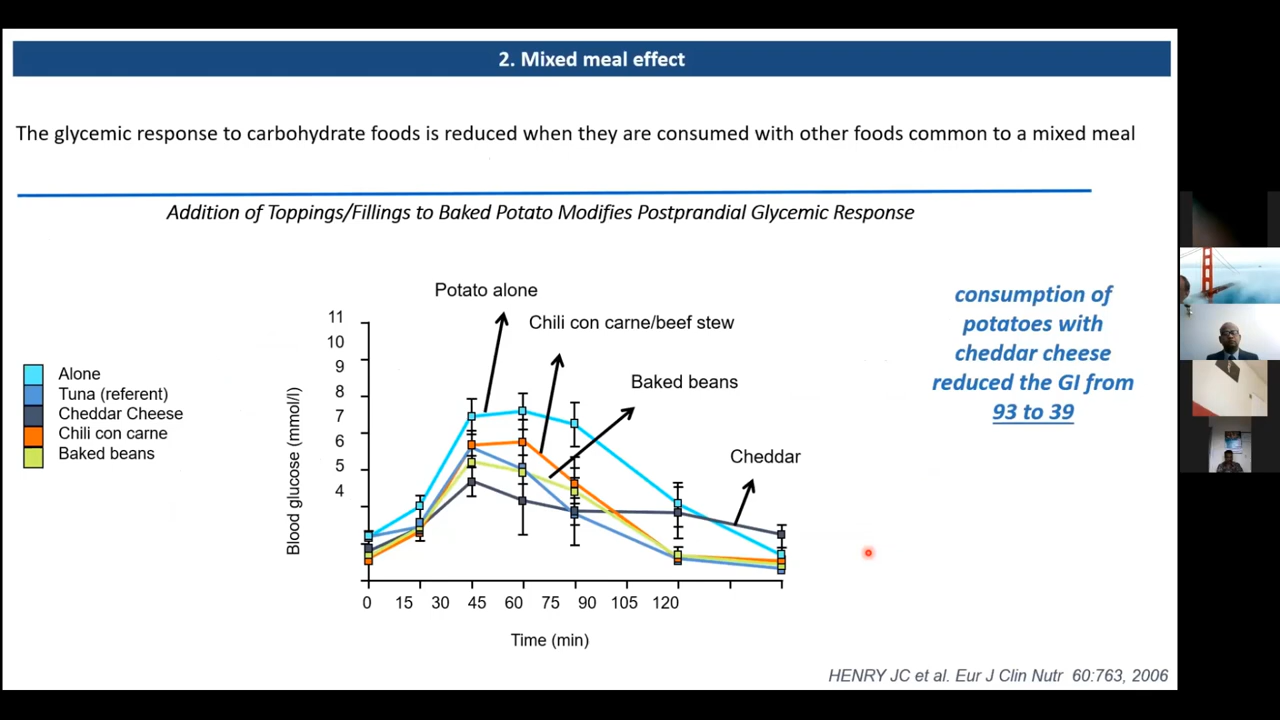 2. Mixed meal effect
The glycemic response to carbohydrate foods is reduced when they are consumed with other foods common to a mixed meal
Addition of Toppings/Fillings to Baked Potato Modifies Postprandial Glycemic Response
Potato alone
Chili con carne/beef stew
Baked beans
Cheddar
consumption of
potatoes with
cheddar cheese
reduced the GI from
93 to 39
Alone
Tuna (referent)
Cheddar Cheese
Chili con carne
Baked beans
Blood glucose (mmol/l)
11
10
9
8
7
6
5
4
0 15 30 45 60 75 90 105 120
Time (min)
HENRY JC et al. Eur J Clin Nutr 60:763, 2006